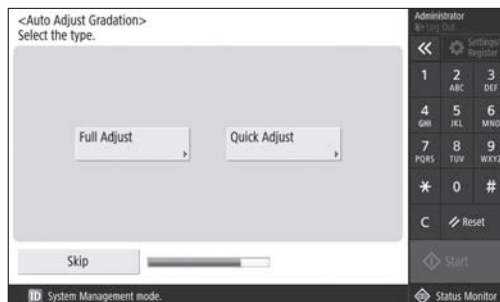 <Auto Adjust Gradation>
Select the type.
Full Adjust
Quick Adjust
Skip
ID System Management mode.
Administrator
Log Out
Settings/
Register
1
2
ABC
3
DEF
4
GHI
5
JKL
6
MNO
7
PQRS
8
TUV
9
WXYZ
*
0
#
C
Reset
Start
Status Monitor